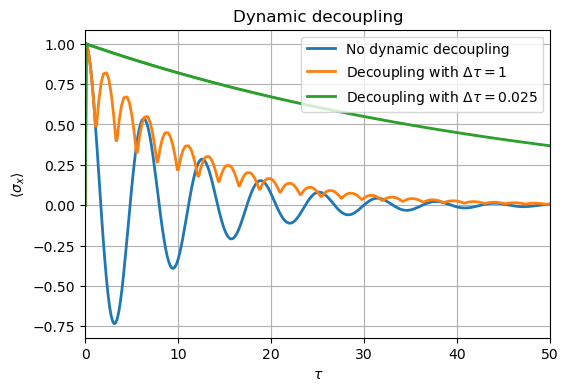 Dynamic decoupling
No dynamic decoupling
Decoupling with Δτ = 1
Decoupling with Δτ = 0.025
1.00
0.75
0.50
0.25
0.00
−0.25
−0.50
−0.75
⟨σₓ⟩
0 10 20 30 40 50
τ